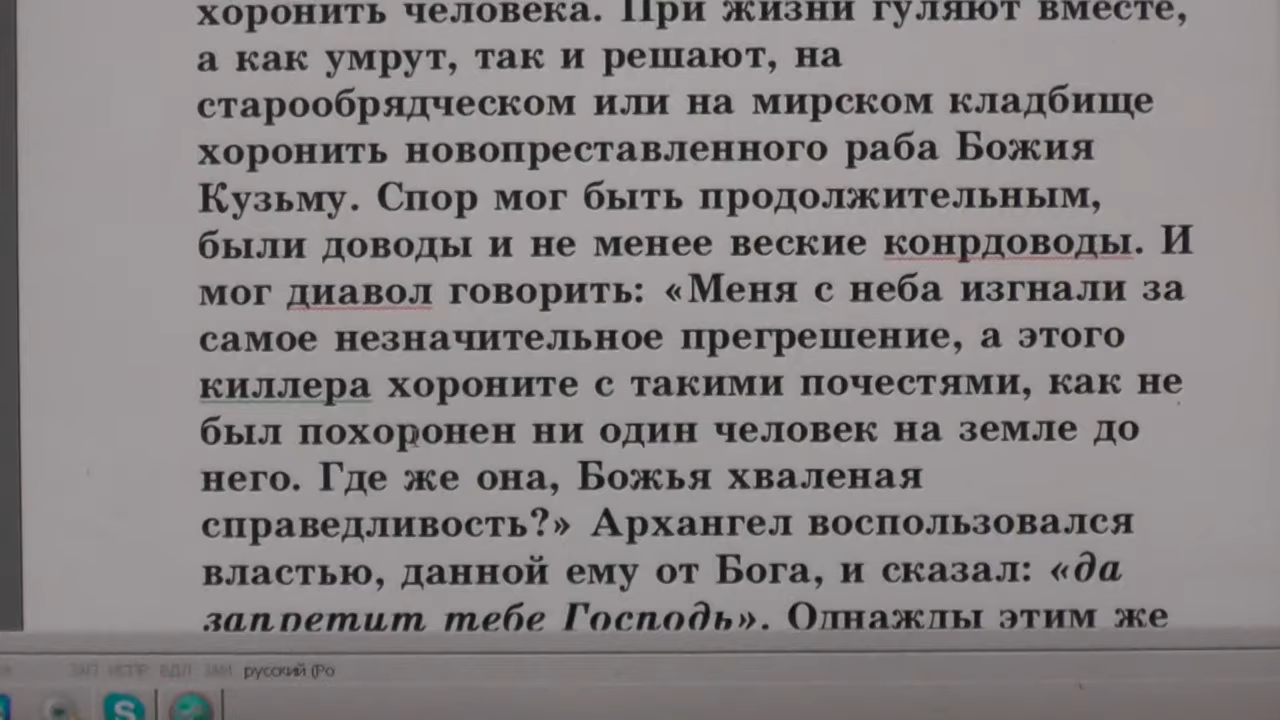 хоронить человека. При жизни гуляют вместе,
а как умрут, так и решают, на
старообрядческом или на мирском кладбище
хоронить новопреставленного раба Божия
Кузьму. Спор мог быть продолжительным,
были доводы и не менее веские конрдоводы. И
мог диавол говорить: «Меня с неба изгнали за
самое незначительное прегрешение, а этого
киллера хороните с такими почестями, как не
был похоронен ни один человек на земле до
него. Где же она, Божья хваленая
справедливость?» Архангел воспользовался
властью, данной ему от Бога, и сказал: «да
запретит тебе Господь». Однажды этим же
ЗАП ИСПР ВДЛ ЗАМ русский (Ро